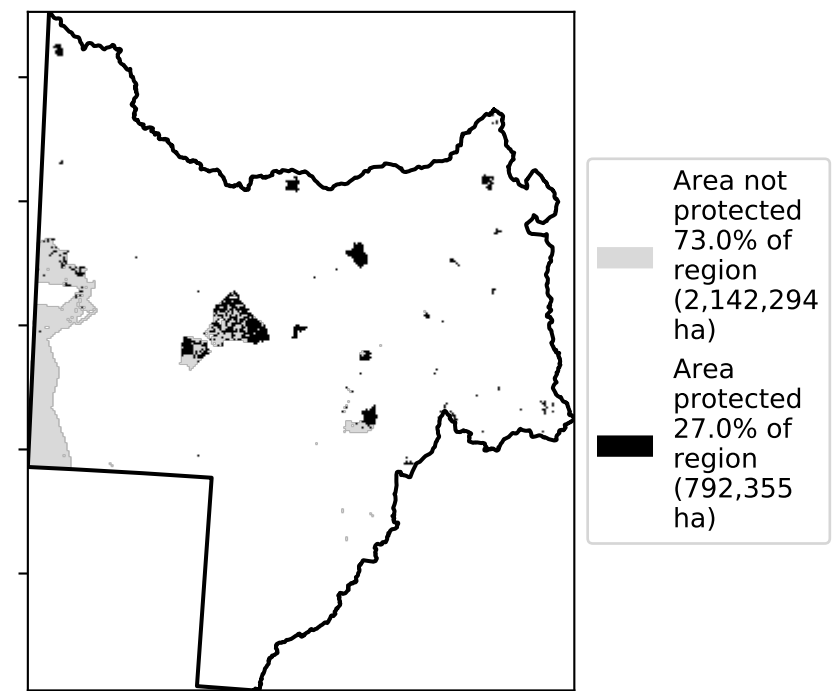 Area not
protected
73.0% of
region
(2,142,294
ha)
Area
protected
27.0% of
region
(792,355
ha)